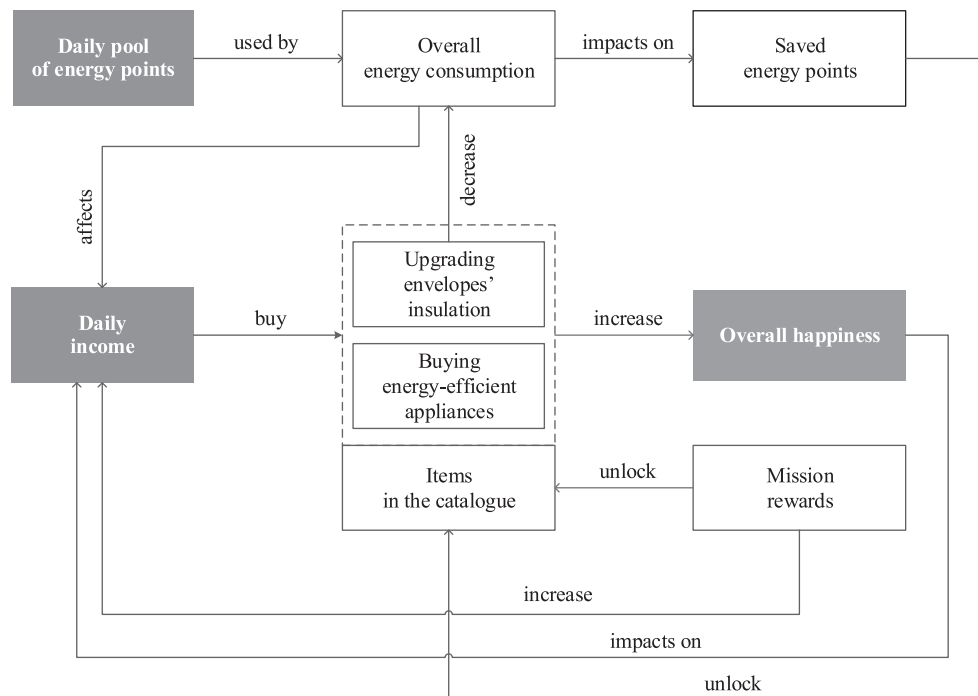 Daily pool
of energy points
used by
Overall
energy consumption
impacts on
Saved
energy points
affects
decrease
Upgrading
envelopes’
insulation
Daily
income
buy
increase
Overall happiness
Buying
energy-efficient
appliances
Items
in the catalogue
unlock
Mission
rewards
increase
impacts on
unlock